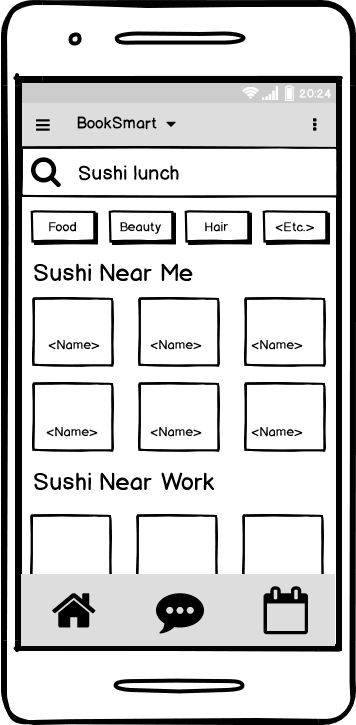 20:24
BookSmart
Sushi lunch
Food Beauty Hair <Etc.>
Sushi Near Me
<Name> <Name> <Name>
<Name> <Name> <Name>
Sushi Near Work